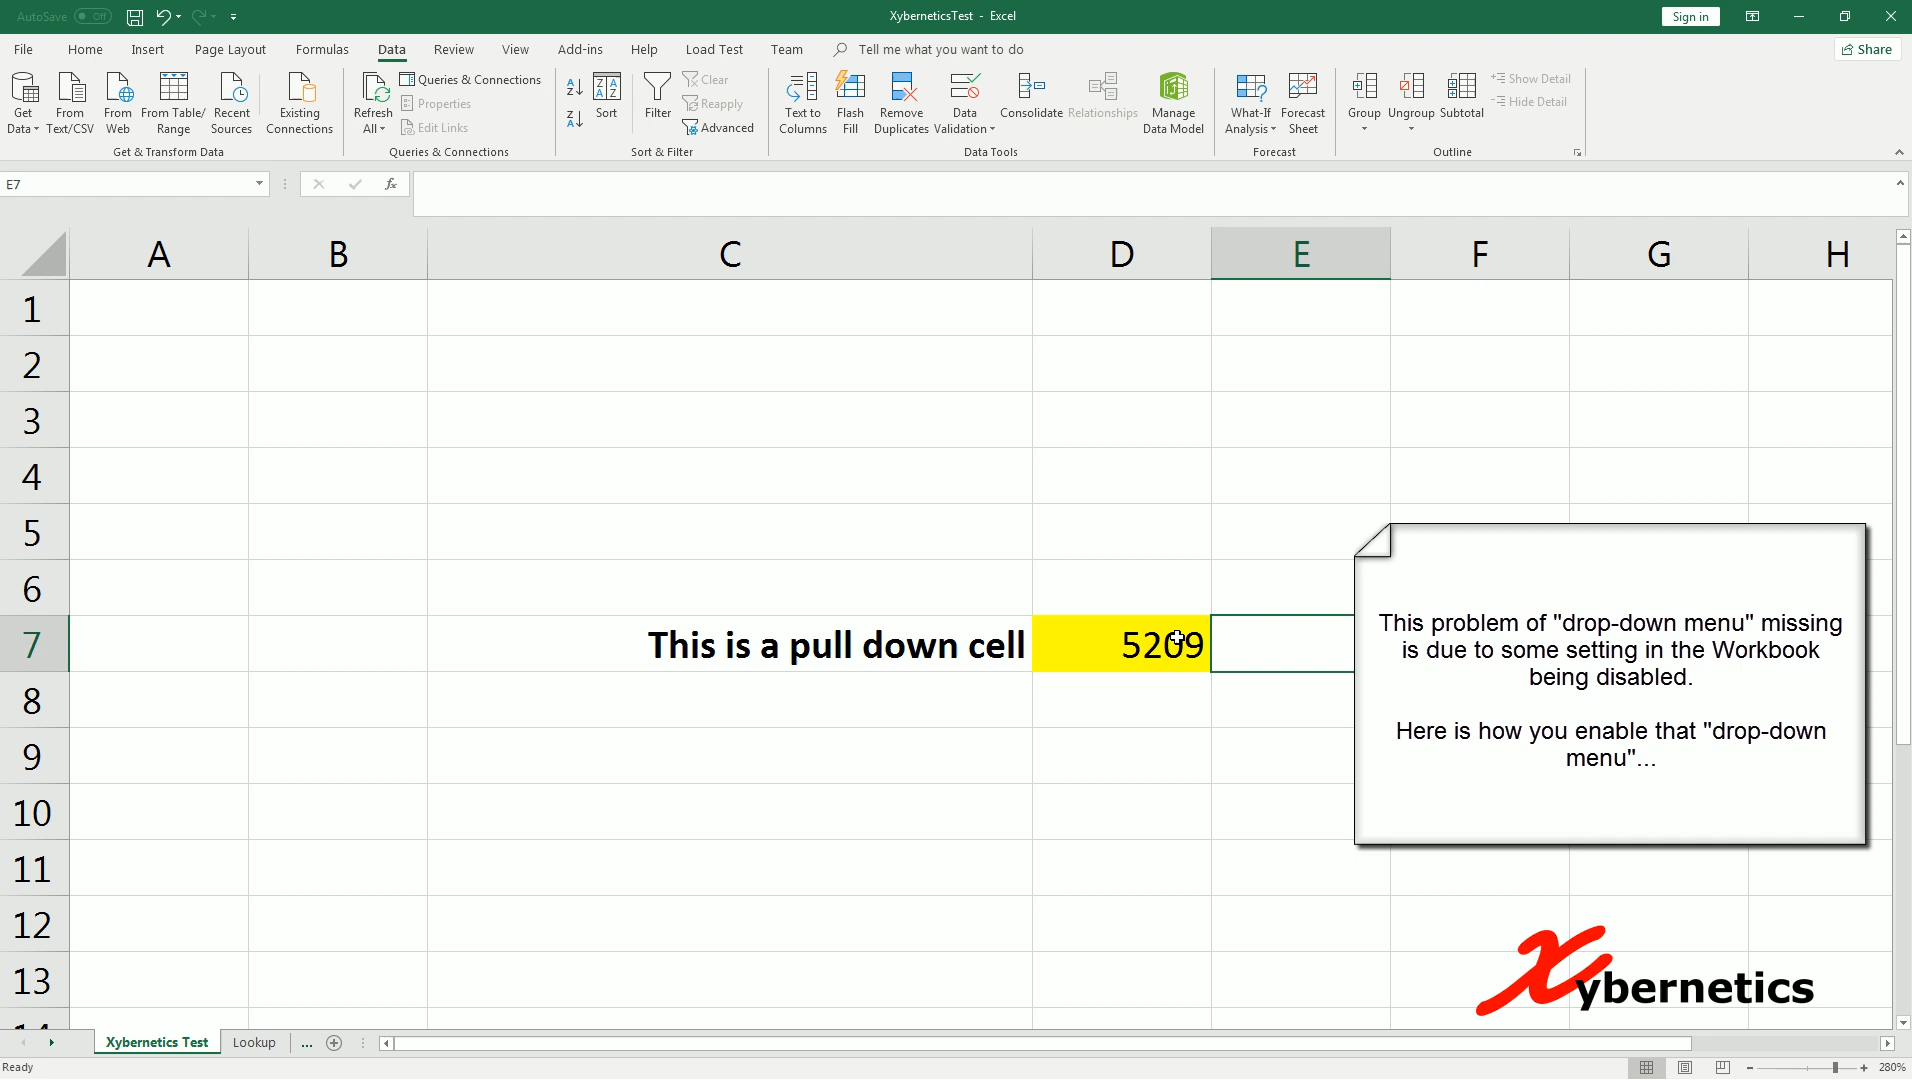 AutoSave Off XyberneticsTest - Excel Sign in
File Home Insert Page Layout Formulas Data Review View Add-ins Help Load Test Team Tell me what you want to do Share
Get Data From Text/CSV From Web From Table/ Range Recent Sources Existing Connections
Get & Transform Data
Refresh All Queries & Connections
Properties
Edit Links
Queries & Connections
Sort Filter Clear
Reapply
Advanced
Sort & Filter
Text to Columns Flash Fill Remove Duplicates Data Validation Consolidate Relationships Manage Data Model
Data Tools
What-If Analysis Forecast Sheet
Forecast
Group Ungroup Subtotal Show Detail
Hide Detail
Outline
E7 fx
A B C D E F G H
1
2
3
4
5
6
7 This is a pull down cell 5209
8
9
10
11
12
13
14
This problem of "drop-down menu" missing
is due to some setting in the Workbook
being disabled.
Here is how you enable that "drop-down
menu"...
Xybernetics
Xybernetics Test Lookup ...
Ready 280%